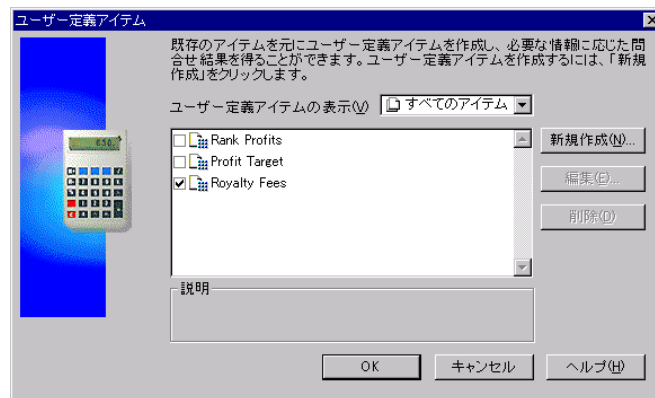 ユーザー定義アイテム
既存のアイテムを元にユーザー定義アイテムを作成し、必要な情報に応じた問
合せ結果を得ることができます。ユーザー定義アイテムを作成するには、「新規
作成」をクリックします。
ユーザー定義アイテムの表示(V) すべてのアイテム
650.
Rank Profits
新規作成(N)...
Profit Target
編集(E)...
Royalty Fees
削除(D)
説明
OK キャンセル ヘルプ(H)